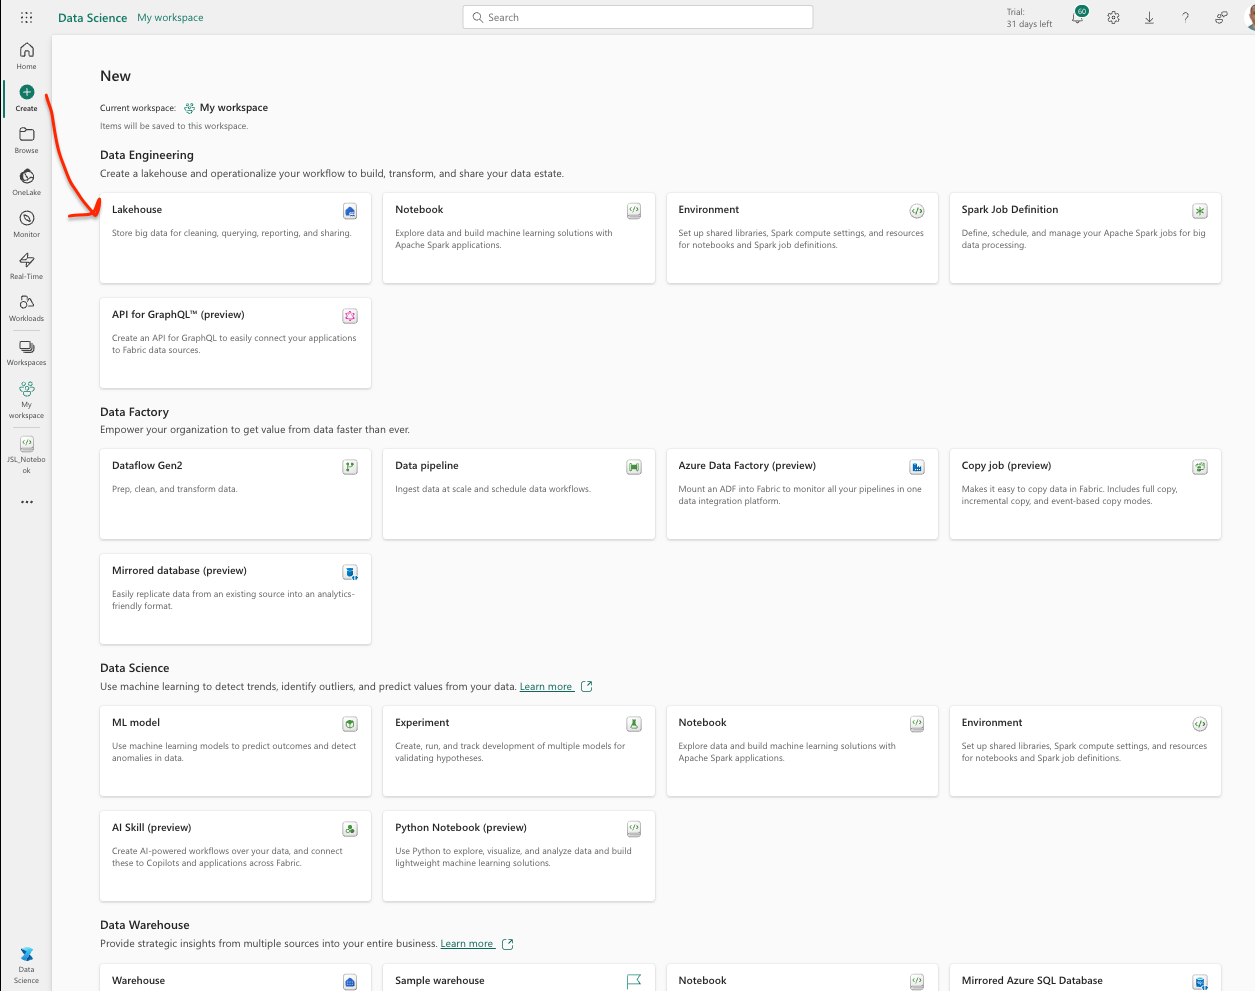 Data Science My workspace
Search
Trial:
31 days left
60
?
Home
Create
Browse
OneLake
Monitor
Real-Time
Workloads
Workspaces
My
workspace
JSL_Notebo
ok
...
Data
Science
New
Current workspace: My workspace
Items will be saved to this workspace.
Data Engineering
Create a lakehouse and operationalize your workflow to build, transform, and share your data estate.
Lakehouse
Store big data for cleaning, querying, reporting, and sharing.
Notebook
Explore data and build machine learning solutions with
Apache Spark applications.
Environment
Set up shared libraries, Spark compute settings, and resources
for notebooks and Spark job definitions.
Spark Job Definition
Define, schedule, and manage your Apache Spark jobs for big
data processing.
API for GraphQL™ (preview)
Create an API for GraphQL to easily connect your applications
to Fabric data sources.
Data Factory
Empower your organization to get value from data faster than ever.
Dataflow Gen2
Prep, clean, and transform data.
Data pipeline
Ingest data at scale and schedule data workflows.
Azure Data Factory (preview)
Mount an ADF into Fabric to monitor all your pipelines in one
data integration platform.
Copy job (preview)
Makes it easy to copy data in Fabric. Includes full copy,
incremental copy, and event-based copy modes.
Mirrored database (preview)
Easily replicate data from an existing source into an analytics-
friendly format.
Data Science
Use machine learning to detect trends, identify outliers, and predict values from your data. Learn more
ML model
Use machine learning models to predict outcomes and detect
anomalies in data.
Experiment
Create, run, and track development of multiple models for
validating hypotheses.
Notebook
Explore data and build machine learning solutions with
Apache Spark applications.
Environment
Set up shared libraries, Spark compute settings, and resources
for notebooks and Spark job definitions.
AI Skill (preview)
Create AI-powered workflows over your data, and connect
these to Copilots and applications across Fabric.
Python Notebook (preview)
Use Python to explore, visualize, and analyze data and build
lightweight machine learning solutions.
Data Warehouse
Provide strategic insights from multiple sources into your entire business. Learn more
Warehouse
Sample warehouse
Notebook
Mirrored Azure SQL Database